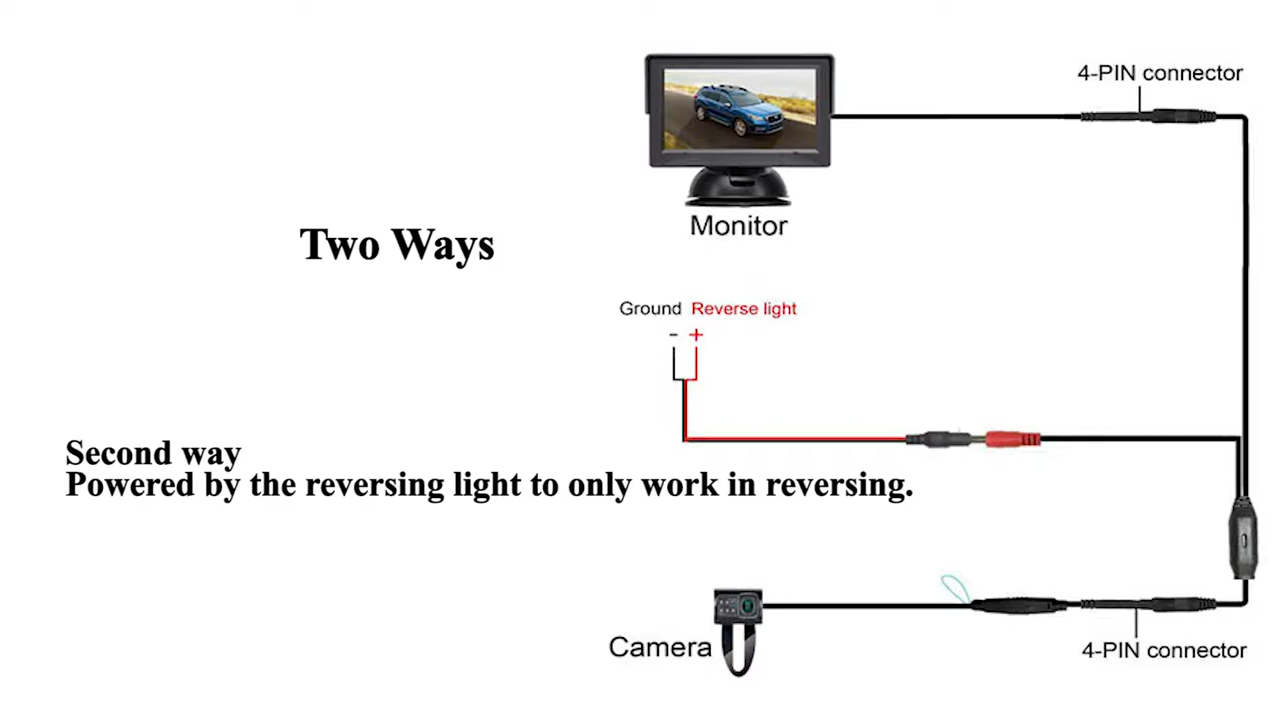 4-PIN connector
Monitor
Two Ways
Ground Reverse light
- +
Second way
Powered by the reversing light to only work in reversing.
Camera
4-PIN connector